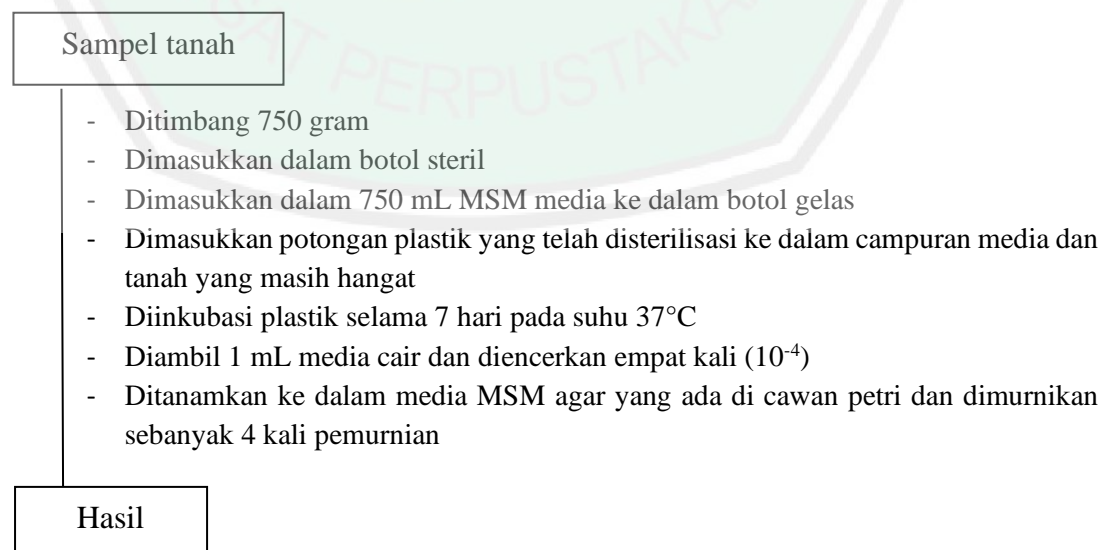 SAT PERPUSTAKA
Sampel tanah
- Ditimbang 750 gram
- Dimasukkan dalam botol steril
- Dimasukkan dalam 750 mL MSM media ke dalam botol gelas
- Dimasukkan potongan plastik yang telah disterilisasi ke dalam campuran media dan
tanah yang masih hangat
- Diinkubasi plastik selama 7 hari pada suhu 37°C
- Diambil 1 mL media cair dan diencerkan empat kali (10⁻⁴)
- Ditanamkan ke dalam media MSM agar yang ada di cawan petri dan dimurnikan
sebanyak 4 kali pemurnian
Hasil